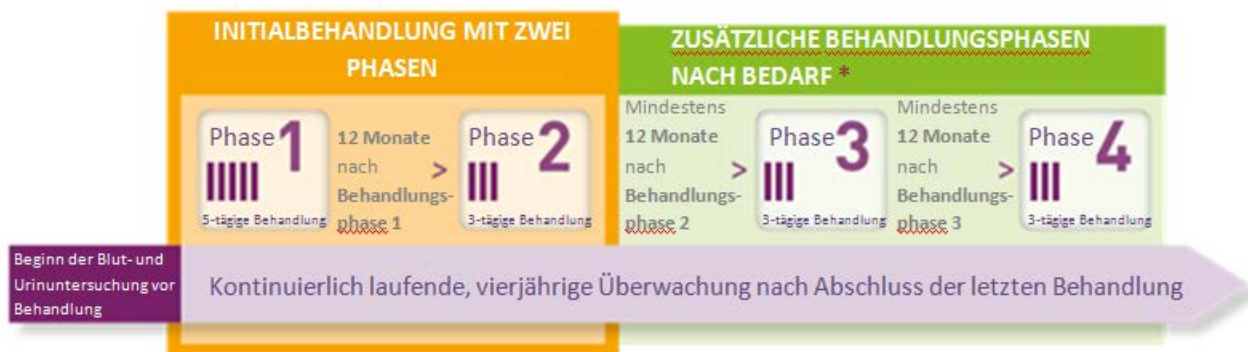 INITIALBEHANDLUNG MIT ZWEI
PHASEN
ZUSÄTZLICHE BEHANDLUNGSPHASEN
NACH BEDARF *
Phase 1
5-tägige Behandlung
12 Monate
nach
>
Behandlungs-
phase 1
Phase 2
3-tägige Behandlung
Mindestens
12 Monate
nach
>
Behandlungs-
phase 2
Phase 3
3-tägige Behandlung
Mindestens
12 Monate
nach
>
Behandlungs-
phase 3
Phase 4
3-tägige Behandlung
Beginn der Blut- und
Urinuntersuchung vor
Behandlung
Kontinuierlich laufende, vierjährige Überwachung nach Abschluss der letzten Behandlung